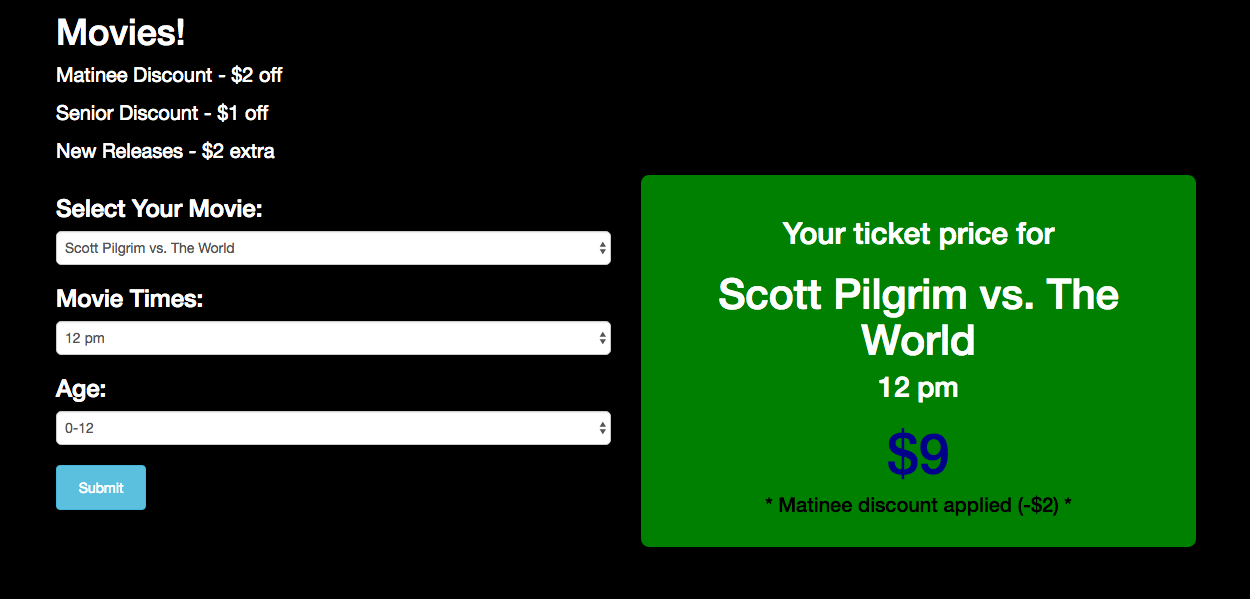 Movies!
Matinee Discount - $2 off
Senior Discount - $1 off
New Releases - $2 extra
Select Your Movie:
Scott Pilgrim vs. The World
Movie Times:
12 pm
Age:
0-12
Submit
Your ticket price for
Scott Pilgrim vs. The
World
12 pm
$9
* Matinee discount applied (-$2) *